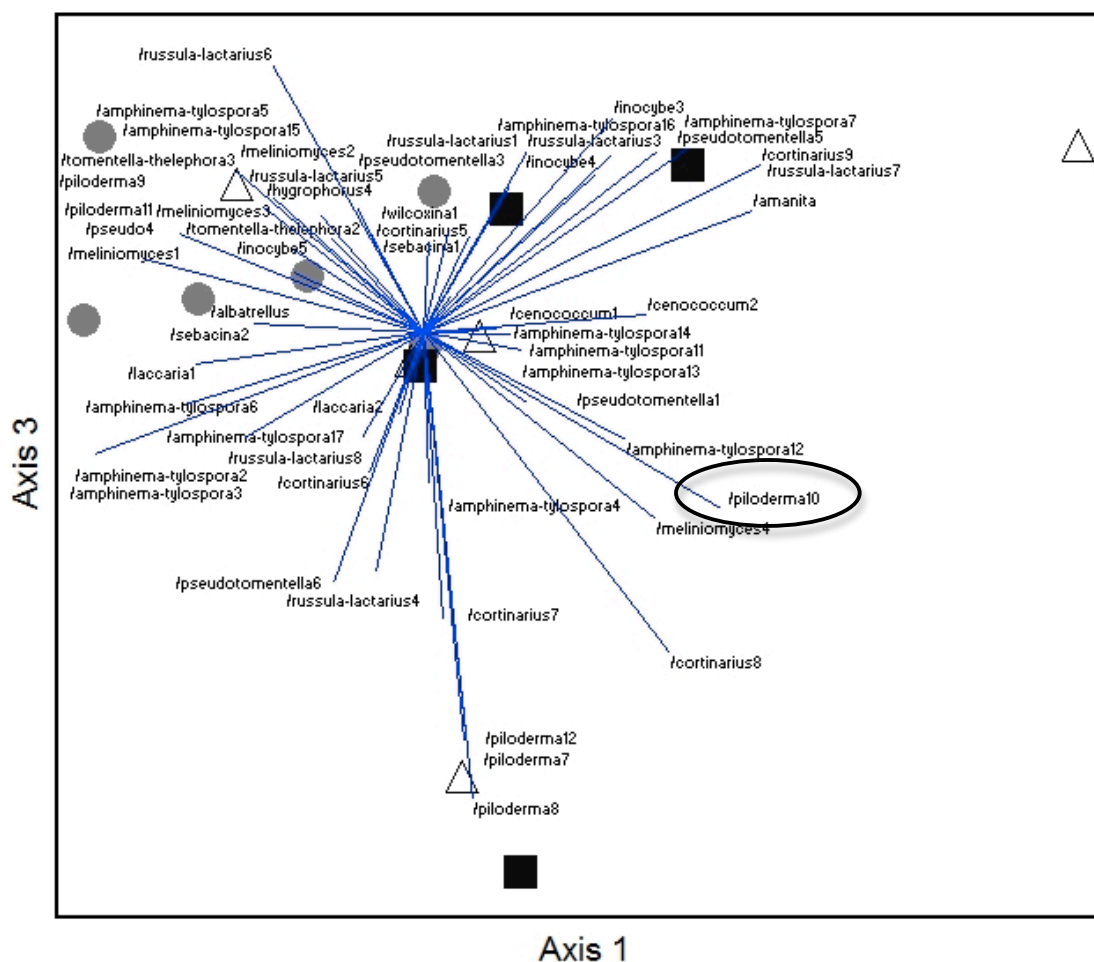 /russula-lactarius6
/amphinema-tylospora5
/inocybe3
/amphinema-tylospora15
/amphinema-tylospora16
/amphinema-tylospora7
/russula-lactarius1
/russula-lactarius3
/pseudotomentella5
/tomentella-thelephora3
/meliniomyces2
/pseudotomentella3
/inocybe4
/cortinarius9
/russula-lactarius7
/piloderma9
/russula-lactarius5
/hygrophorus4
/amanita
/piloderma11
/meliniomyces3
/wilcoxina1
/pseudo4
/tomentella-thelephora2
/cortinarius5
/meliniomyces1
/inocybe5
/sebacina1
/albatrellus
/cenococcum1
/cenococcum2
/sebacina2
/amphinema-tylospora14
/amphinema-tylospora11
/laccaria1
/amphinema-tylospora13
/amphinema-tylospora6
/laccaria2
/pseudotomentella1
/amphinema-tylospora17
/amphinema-tylospora12
/russula-lactarius8
/amphinema-tylospora2
/cortinarius6
/amphinema-tylospora3
/amphinema-tylospora4
/piloderma10
/meliniomyces4
/pseudotomentella6
/russula-lactarius4
/cortinarius7
/cortinarius8
/piloderma12
/piloderma7
/piloderma8
Axis 3
Axis 1